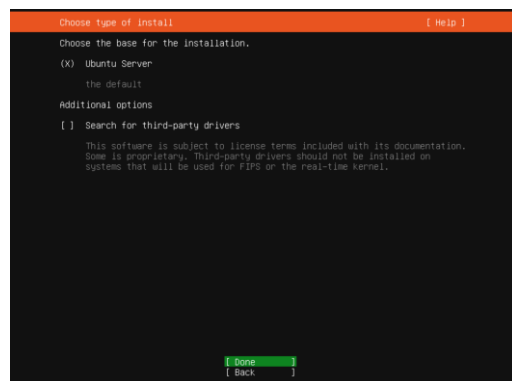 Choose type of install [ Help ]
Choose the base for the installation.
(X) Ubuntu Server
the default
Additional options
[ ] Search for third-party drivers
This software is subject to license terms included with its documentation.
Some is proprietary. Third-party drivers should not be installed on
systems that will be used for FIPS or the real-time kernel.
[ Done ]
[ Back ]